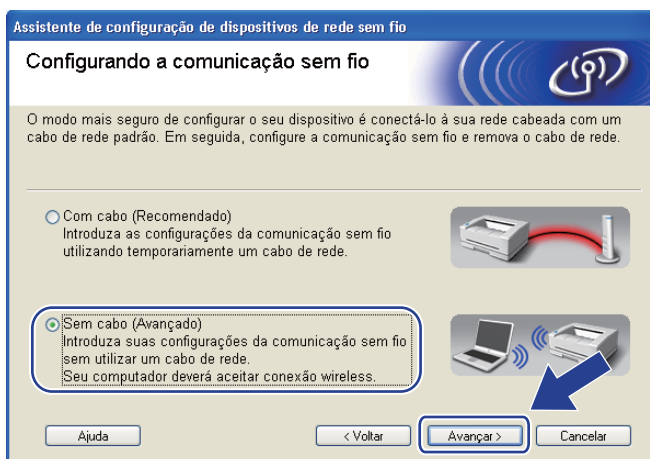 Assistente de configuração de dispositivos de rede sem fio
Configurando a comunicação sem fio
O modo mais seguro de configurar o seu dispositivo é conectá-lo à sua rede cabeada com um
cabo de rede padrão. Em seguida, configure a comunicação sem fio e remova o cabo de rede.
Com cabo (Recomendado)
Introduza as configurações da comunicação sem fio
utilizando temporariamente um cabo de rede.
Sem cabo (Avançado)
Introduza suas configurações da comunicação sem fio
sem utilizar um cabo de rede.
Seu computador deverá aceitar conexão wireless.
Ajuda
< Voltar
Avançar >
Cancelar